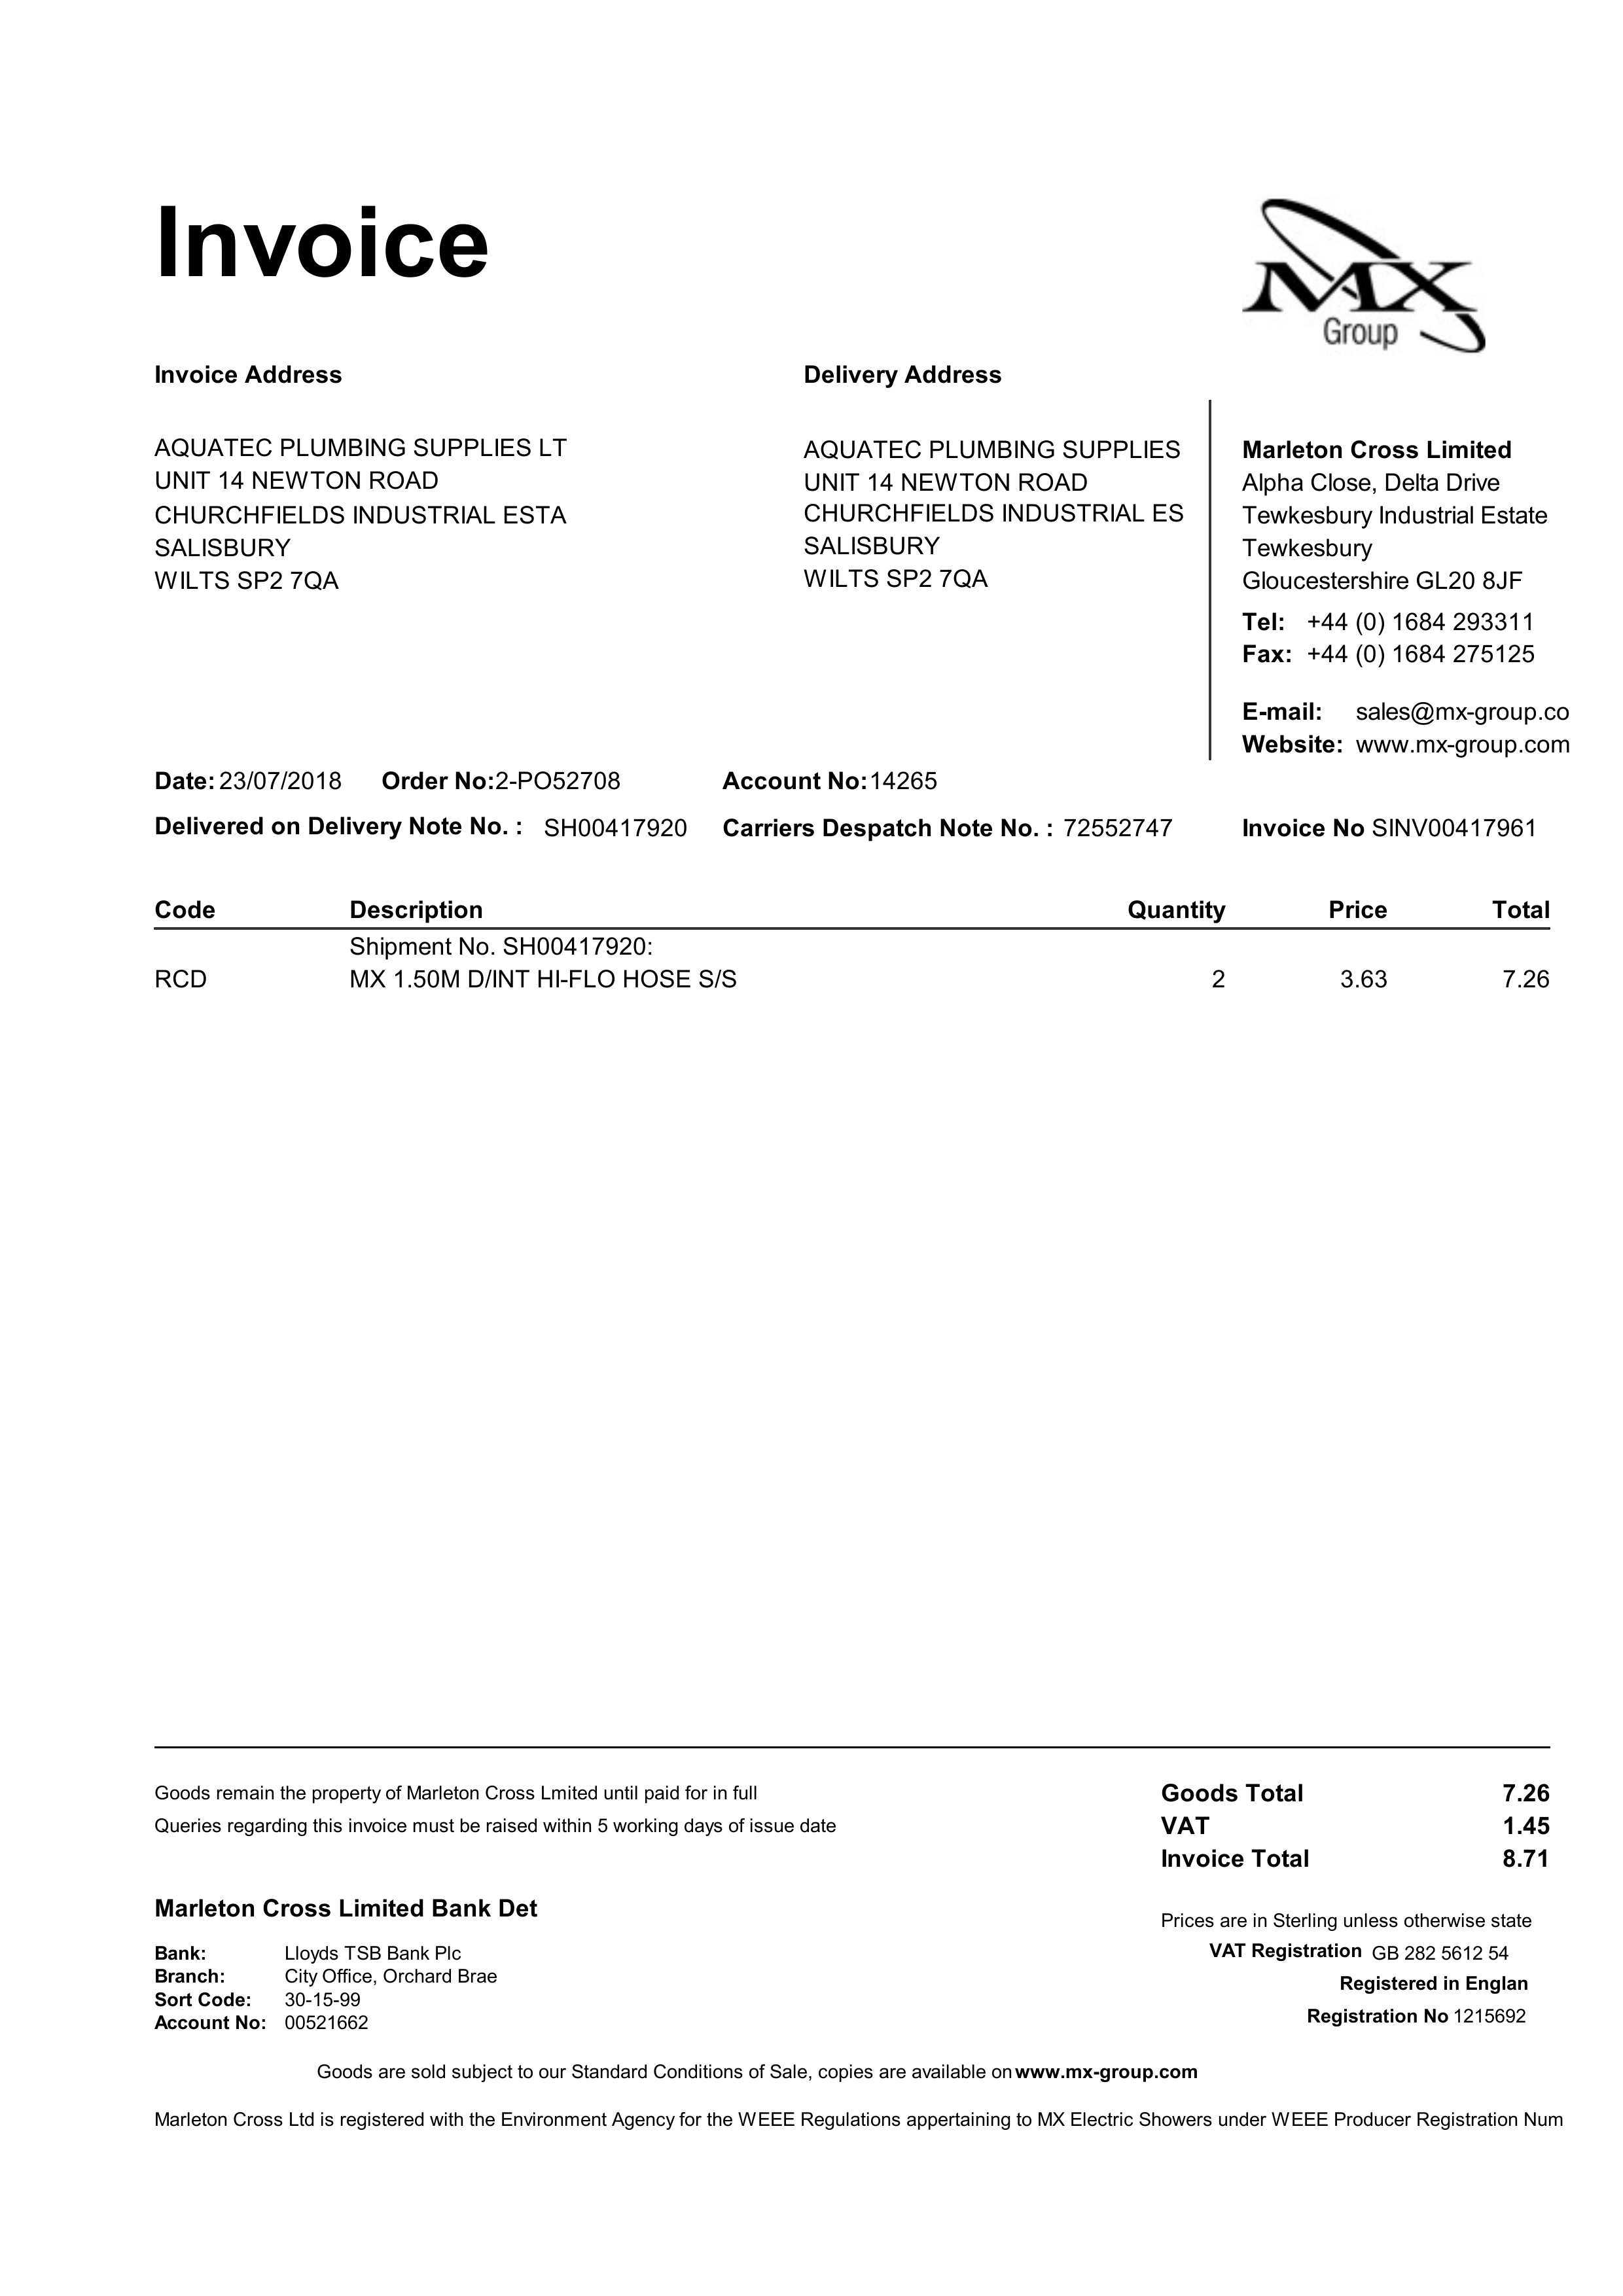 Invoice
MX
Group
Invoice Address
AQUATEC PLUMBING SUPPLIES LT
UNIT 14 NEWTON ROAD
CHURCHFIELDS INDUSTRIAL ESTA
SALISBURY
WILTS SP2 7QA
Delivery Address
AQUATEC PLUMBING SUPPLIES
UNIT 14 NEWTON ROAD
CHURCHFIELDS INDUSTRIAL ES
SALISBURY
WILTS SP2 7QA
Marleton Cross Limited
Alpha Close, Delta Drive
Tewkesbury Industrial Estate
Tewkesbury
Gloucestershire GL20 8JF
Tel: +44 (0) 1684 293311
Fax: +44 (0) 1684 275125
E-mail: sales@mx-group.co
Website: www.mx-group.com
Date: 23/07/2018 Order No:2-PO52708 Account No:14265
Delivered on Delivery Note No. : SH00417920 Carriers Despatch Note No. : 72552747 Invoice No SINV00417961
Code Description Quantity Price Total
Shipment No. SH00417920:
RCD MX 1.50M D/INT HI-FLO HOSE S/S 2 3.63 7.26
Goods remain the property of Marleton Cross Lmited until paid for in full
Queries regarding this invoice must be raised within 5 working days of issue date
Goods Total 7.26
VAT 1.45
Invoice Total 8.71
Marleton Cross Limited Bank Det
Bank: Lloyds TSB Bank Plc
Branch: City Office, Orchard Brae
Sort Code: 30-15-99
Account No: 00521662
Prices are in Sterling unless otherwise state
VAT Registration GB 282 5612 54
Registered in Englan
Registration No 1215692
Goods are sold subject to our Standard Conditions of Sale, copies are available on www.mx-group.com
Marleton Cross Ltd is registered with the Environment Agency for the WEEE Regulations appertaining to MX Electric Showers under WEEE Producer Registration Num